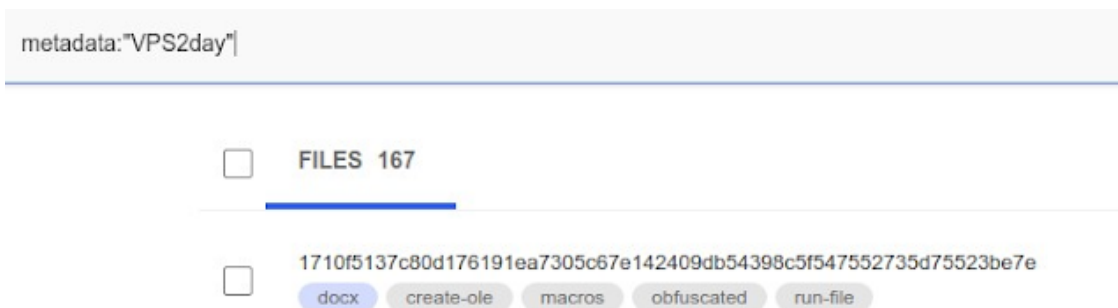 metadata:"VPS2day"
FILES 167
1710f5137c80d176191ea7305c67e142409db54398c5f547552735d75523be7e
docx create-ole macros obfuscated run-file